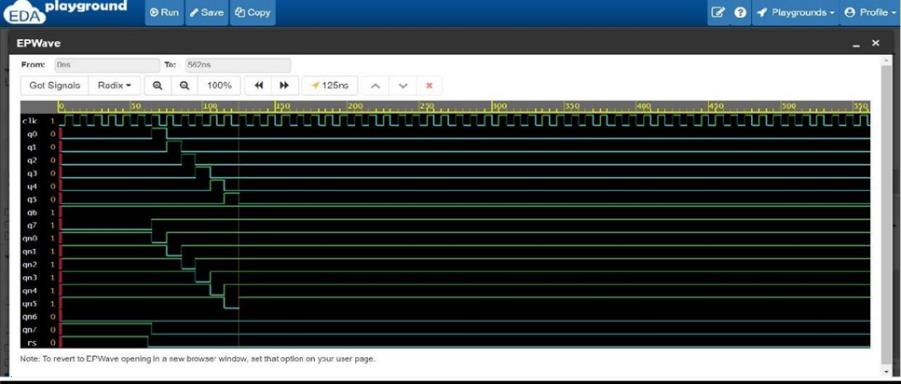 EDA playground Run Save Copy Playgrounds Profile
EPWave
From: 0ns To: 562ns
Get Signals Radix 100% 125ns
0 50 100 150 200 250 300 350 400 450 500 550
clk 1
q0 0
q1 0
q2 0
q3 0
q4 0
q5 0
q6 1
q7 1
qn0 1
qn1 1
qn2 1
qn3 1
qn4 1
qn5 1
qn6 0
qn7 0
rs 0
Note: To revert to EPWave opening in a new browser window, set that option on your user page.